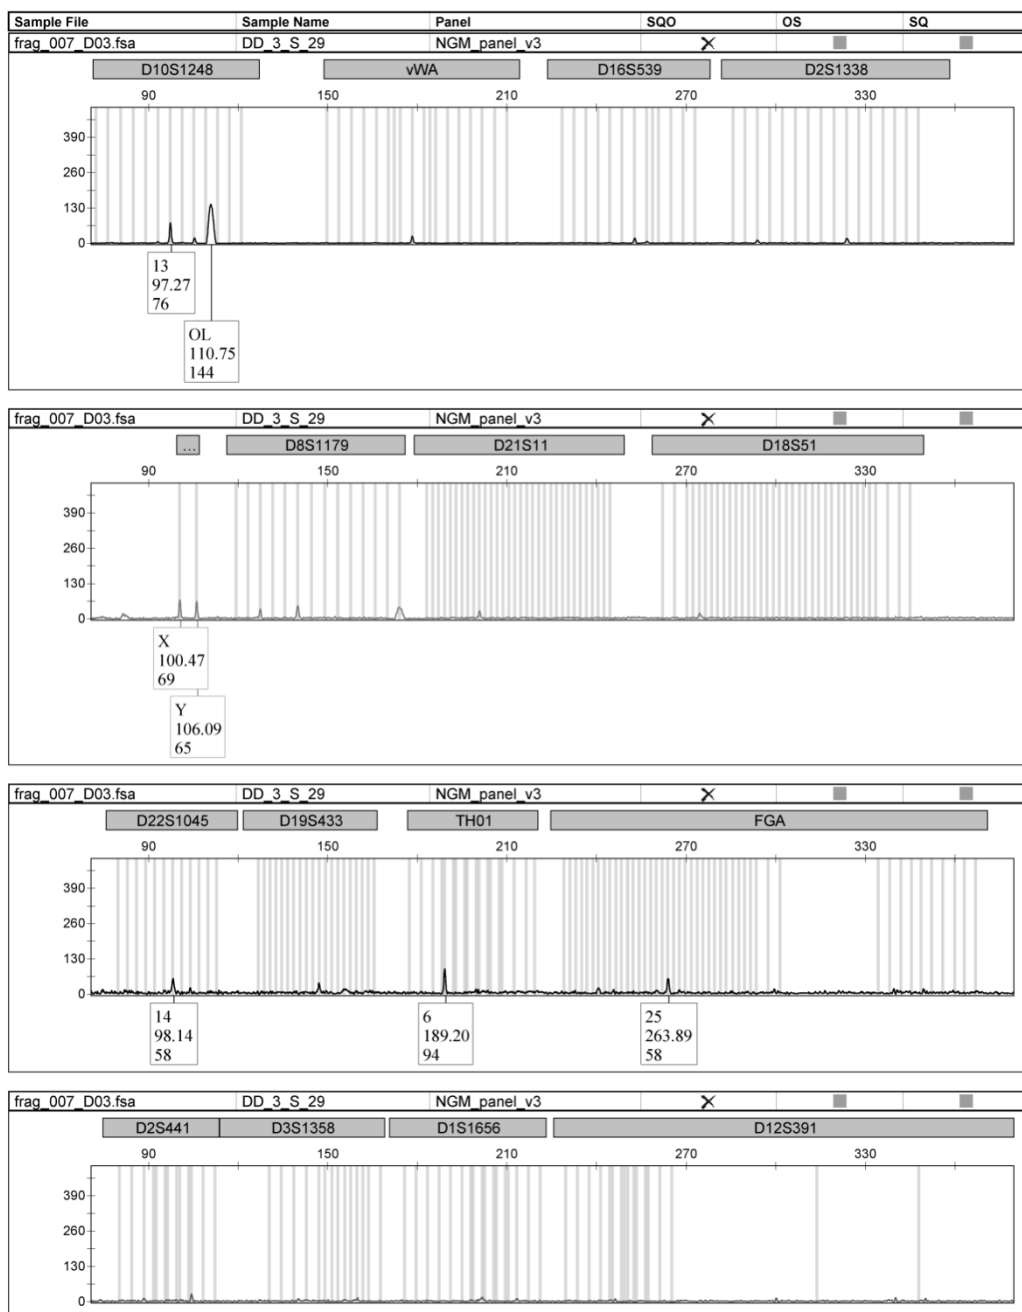 Sample File Sample Name Panel SQO OS SQ
frag_007_D03.fsa DD_3_S_29 NGM_panel_v3
D10S1248 vWA D16S539 D2S1338
90 150 210 270 330
390
260
130
0
13
97.27
76
OL
110.75
144
frag_007_D03.fsa DD_3_S_29 NGM_panel_v3
... D8S1179 D21S11 D18S51
90 150 210 270 330
390
260
130
0
X
100.47
69
Y
106.09
65
frag_007_D03.fsa DD_3_S_29 NGM_panel_v3
D22S1045 D19S433 TH01 FGA
90 150 210 270 330
390
260
130
0
14
98.14
58
6
189.20
94
25
263.89
58
frag_007_D03.fsa DD_3_S_29 NGM_panel_v3
D2S441 D3S1358 D1S1656 D12S391
90 150 210 270 330
390
260
130
0